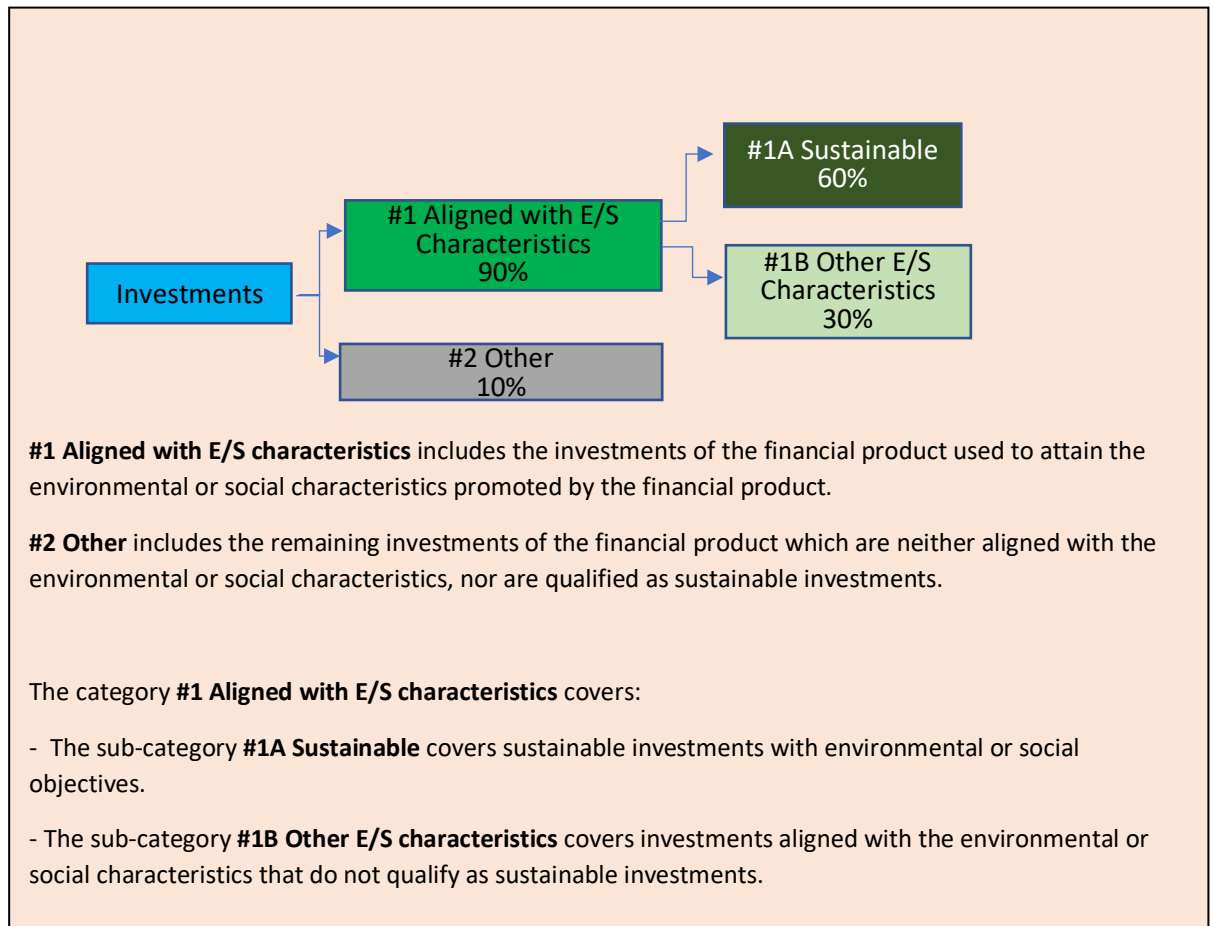 #1A Sustainable
60%
#1 Aligned with E/S
Characteristics
90%
#1B Other E/S
Characteristics
30%
Investments
#2 Other
10%
#1 Aligned with E/S characteristics includes the investments of the financial product used to attain the
environmental or social characteristics promoted by the financial product.
#2 Other includes the remaining investments of the financial product which are neither aligned with the
environmental or social characteristics, nor are qualified as sustainable investments.
The category #1 Aligned with E/S characteristics covers:
- The sub-category #1A Sustainable covers sustainable investments with environmental or social
objectives.
- The sub-category #1B Other E/S characteristics covers investments aligned with the environmental or
social characteristics that do not qualify as sustainable investments.